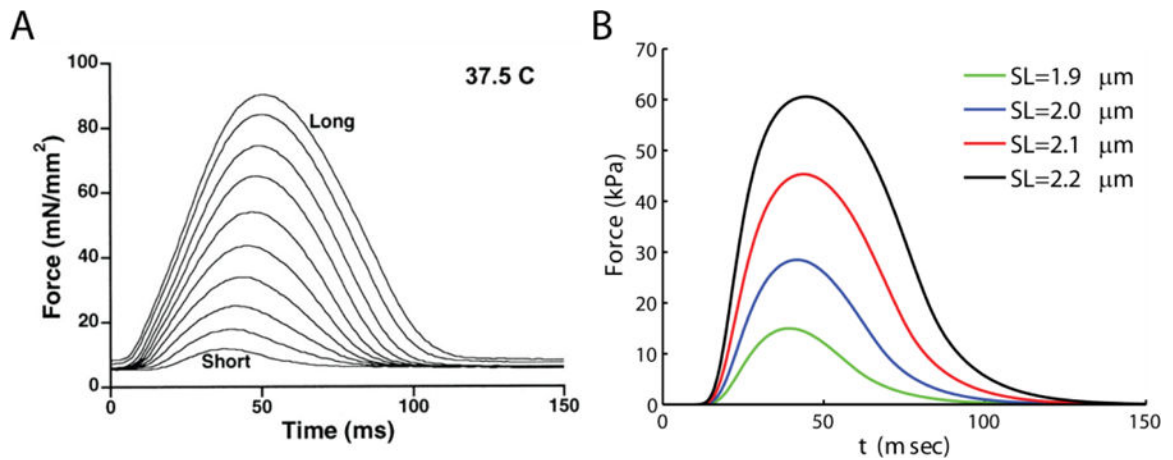 A
37.5 C
Long
Short
100
80
60
40
20
0
Force (mN/mm²)
0 50 100 150
Time (ms)
B
SL=1.9 μm
SL=2.0 μm
SL=2.1 μm
SL=2.2 μm
70
60
50
40
30
20
10
0
Force (kPa)
0 50 100 150
t (m sec)